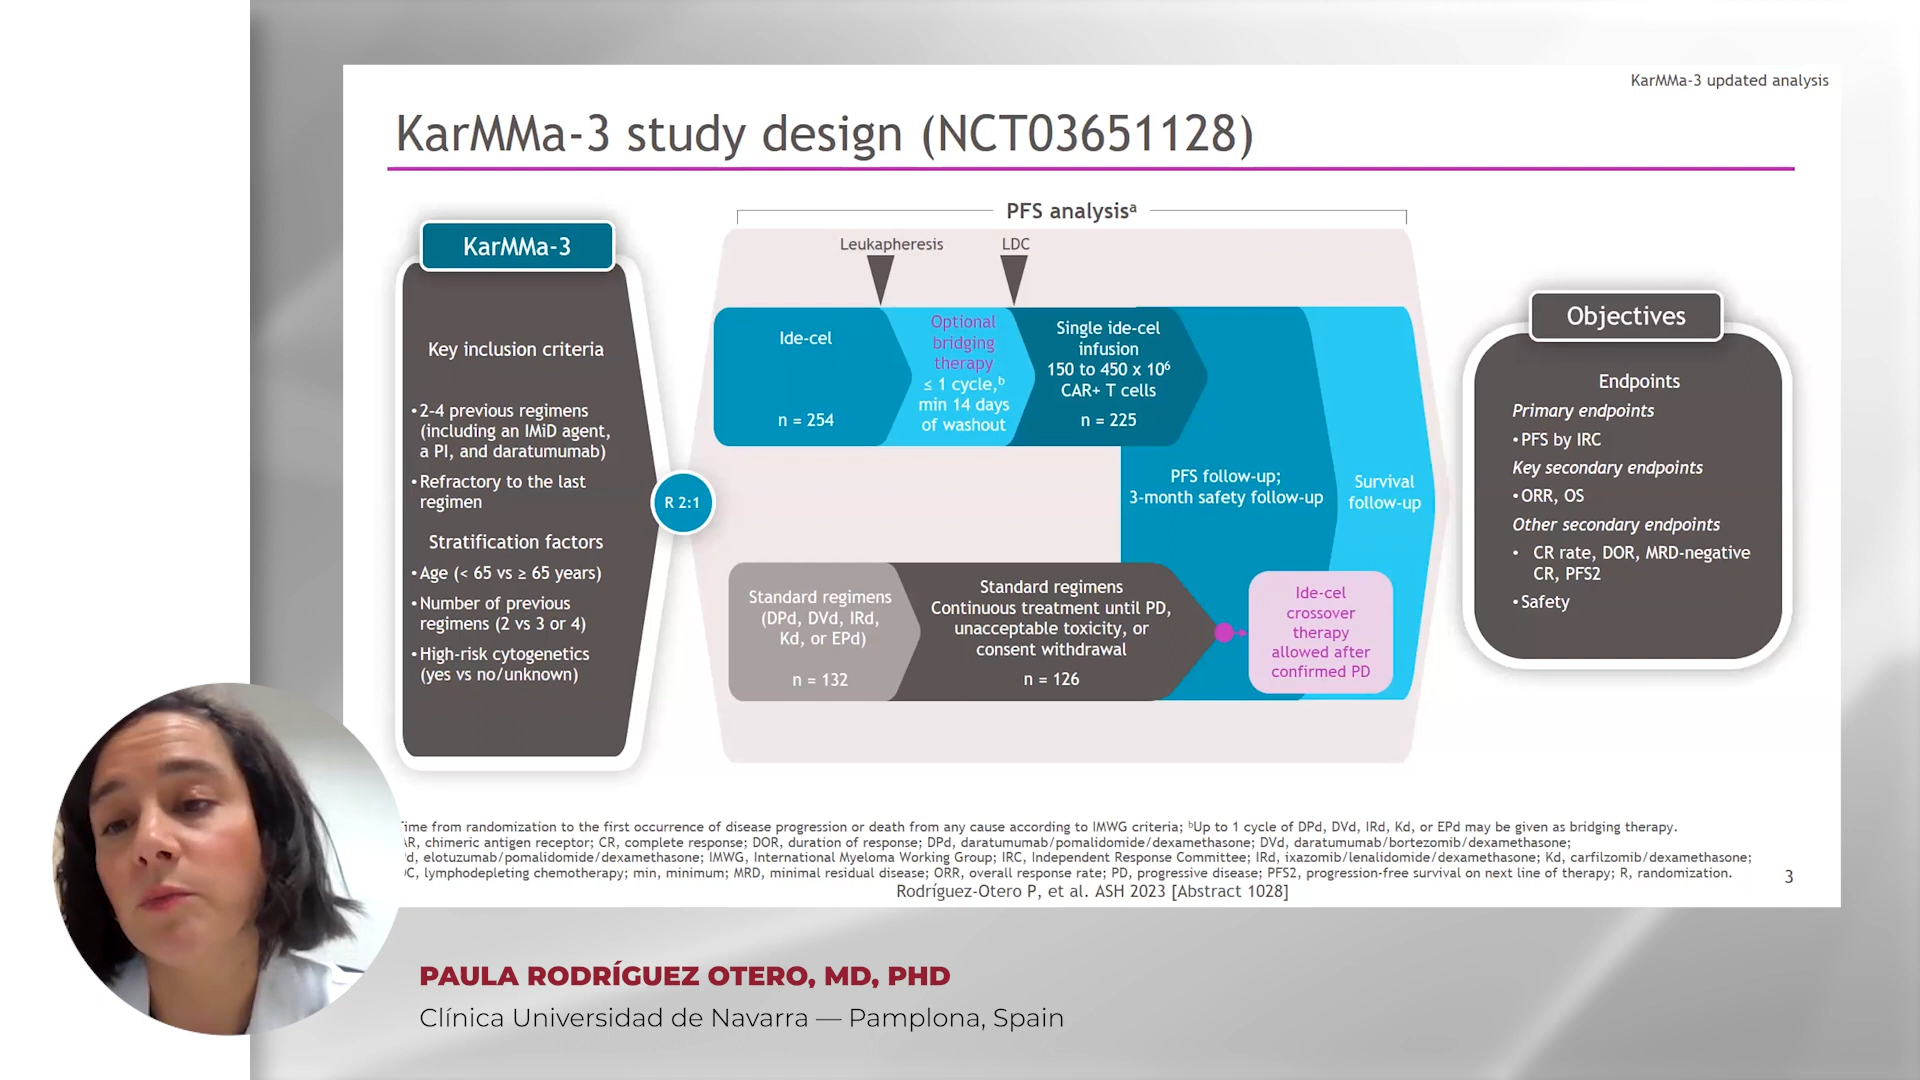 KarMMa-3 updated analysis
KarMMa-3 study design (NCT03651128)
KarMMa-3
Key inclusion criteria
•2–4 previous regimens
(including an IMiD agent,
a PI, and daratumumab)
•Refractory to the last
regimen
Stratification factors
•Age (< 65 vs ≥ 65 years)
•Number of previous
regimens (2 vs 3 or 4)
•High-risk cytogenetics
(yes vs no/unknown)
R 2:1
PFS analysisᵃ
Leukapheresis
LDC
Ide-cel
n = 254
Optional
bridging
therapy
≤ 1 cycle,ᵇ
min 14 days
of washout
Single ide-cel
infusion
150 to 450 x 10⁶
CAR+ T cells
n = 225
PFS follow-up;
3-month safety follow-up
Survival
follow-up
Standard regimens
(DPd, DVd, IRd,
Kd, or EPd)
n = 132
Standard regimens
Continuous treatment until PD,
unacceptable toxicity, or
consent withdrawal
n = 126
Ide-cel
crossover
therapy
allowed after
confirmed PD
Objectives
Endpoints
Primary endpoints
•PFS by IRC
Key secondary endpoints
•ORR, OS
Other secondary endpoints
• CR rate, DOR, MRD-negative
CR, PFS2
•Safety
from randomization to the first occurrence of disease progression or death from any cause according to IMWG criteria; ᵇUp to 1 cycle of DPd, DVd, IRd, Kd, or EPd may be given as bridging therapy.
chimeric antigen receptor; CR, complete response; DOR, duration of response; DPd, daratumumab/pomalidomide/dexamethasone; DVd, daratumumab/bortezomib/dexamethasone;
elotuzumab/pomalidomide/dexamethasone; IMWG, International Myeloma Working Group; IRC, Independent Response Committee; IRd, ixazomib/lenalidomide/dexamethasone; Kd, carfilzomib/dexamethasone;
lymphodepleting chemotherapy; min, minimum; MRD, minimal residual disease; ORR, overall response rate; PD, progressive disease; PFS2, progression-free survival on next line of therapy; R, randomization.
Rodríguez-Otero P, et al. ASH 2023 [Abstract 1028]
3
PAULA RODRÍGUEZ OTERO, MD, PHD
Clínica Universidad de Navarra — Pamplona, Spain